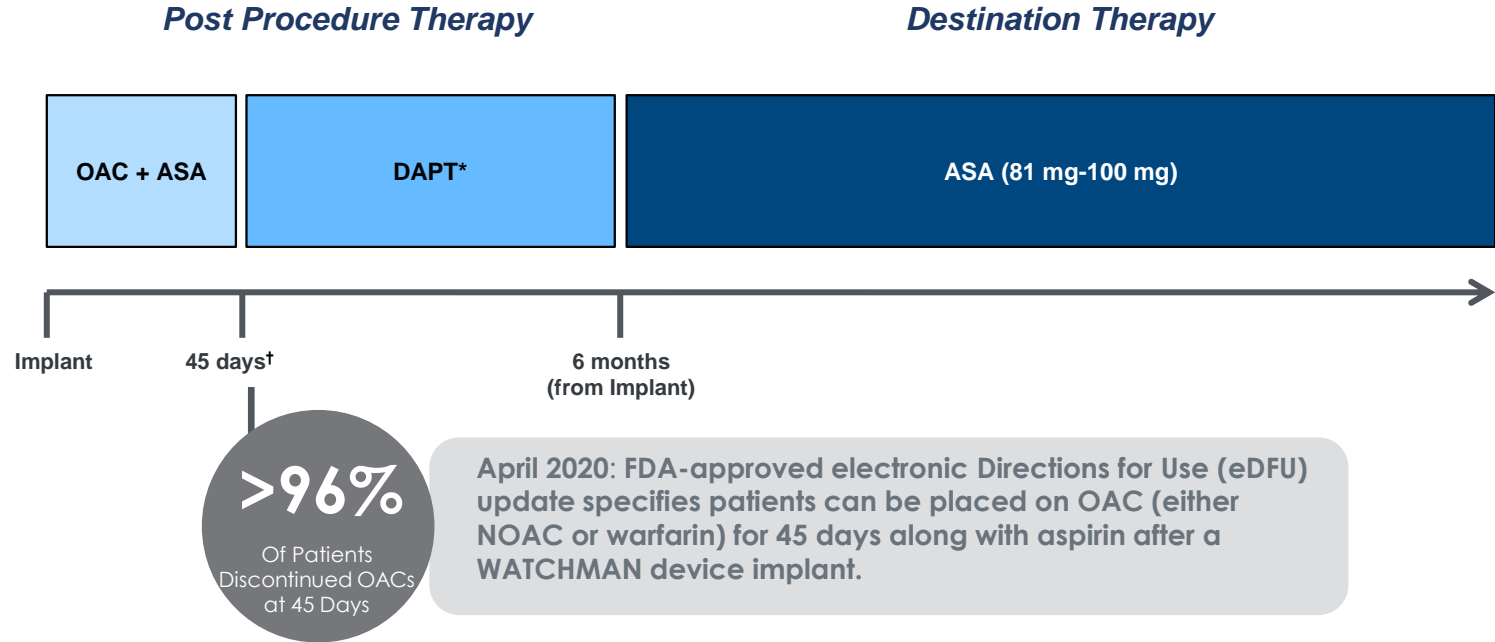 Post Procedure Therapy
Destination Therapy
OAC + ASA
DAPT*
ASA (81 mg-100 mg)
Implant
45 days†
6 months
(from Implant)
>96%
Of Patients
Discontinued OACs
at 45 Days
April 2020: FDA-approved electronic Directions for Use (eDFU)
update specifies patients can be placed on OAC (either
NOAC or warfarin) for 45 days along with aspirin after a
WATCHMAN device implant.